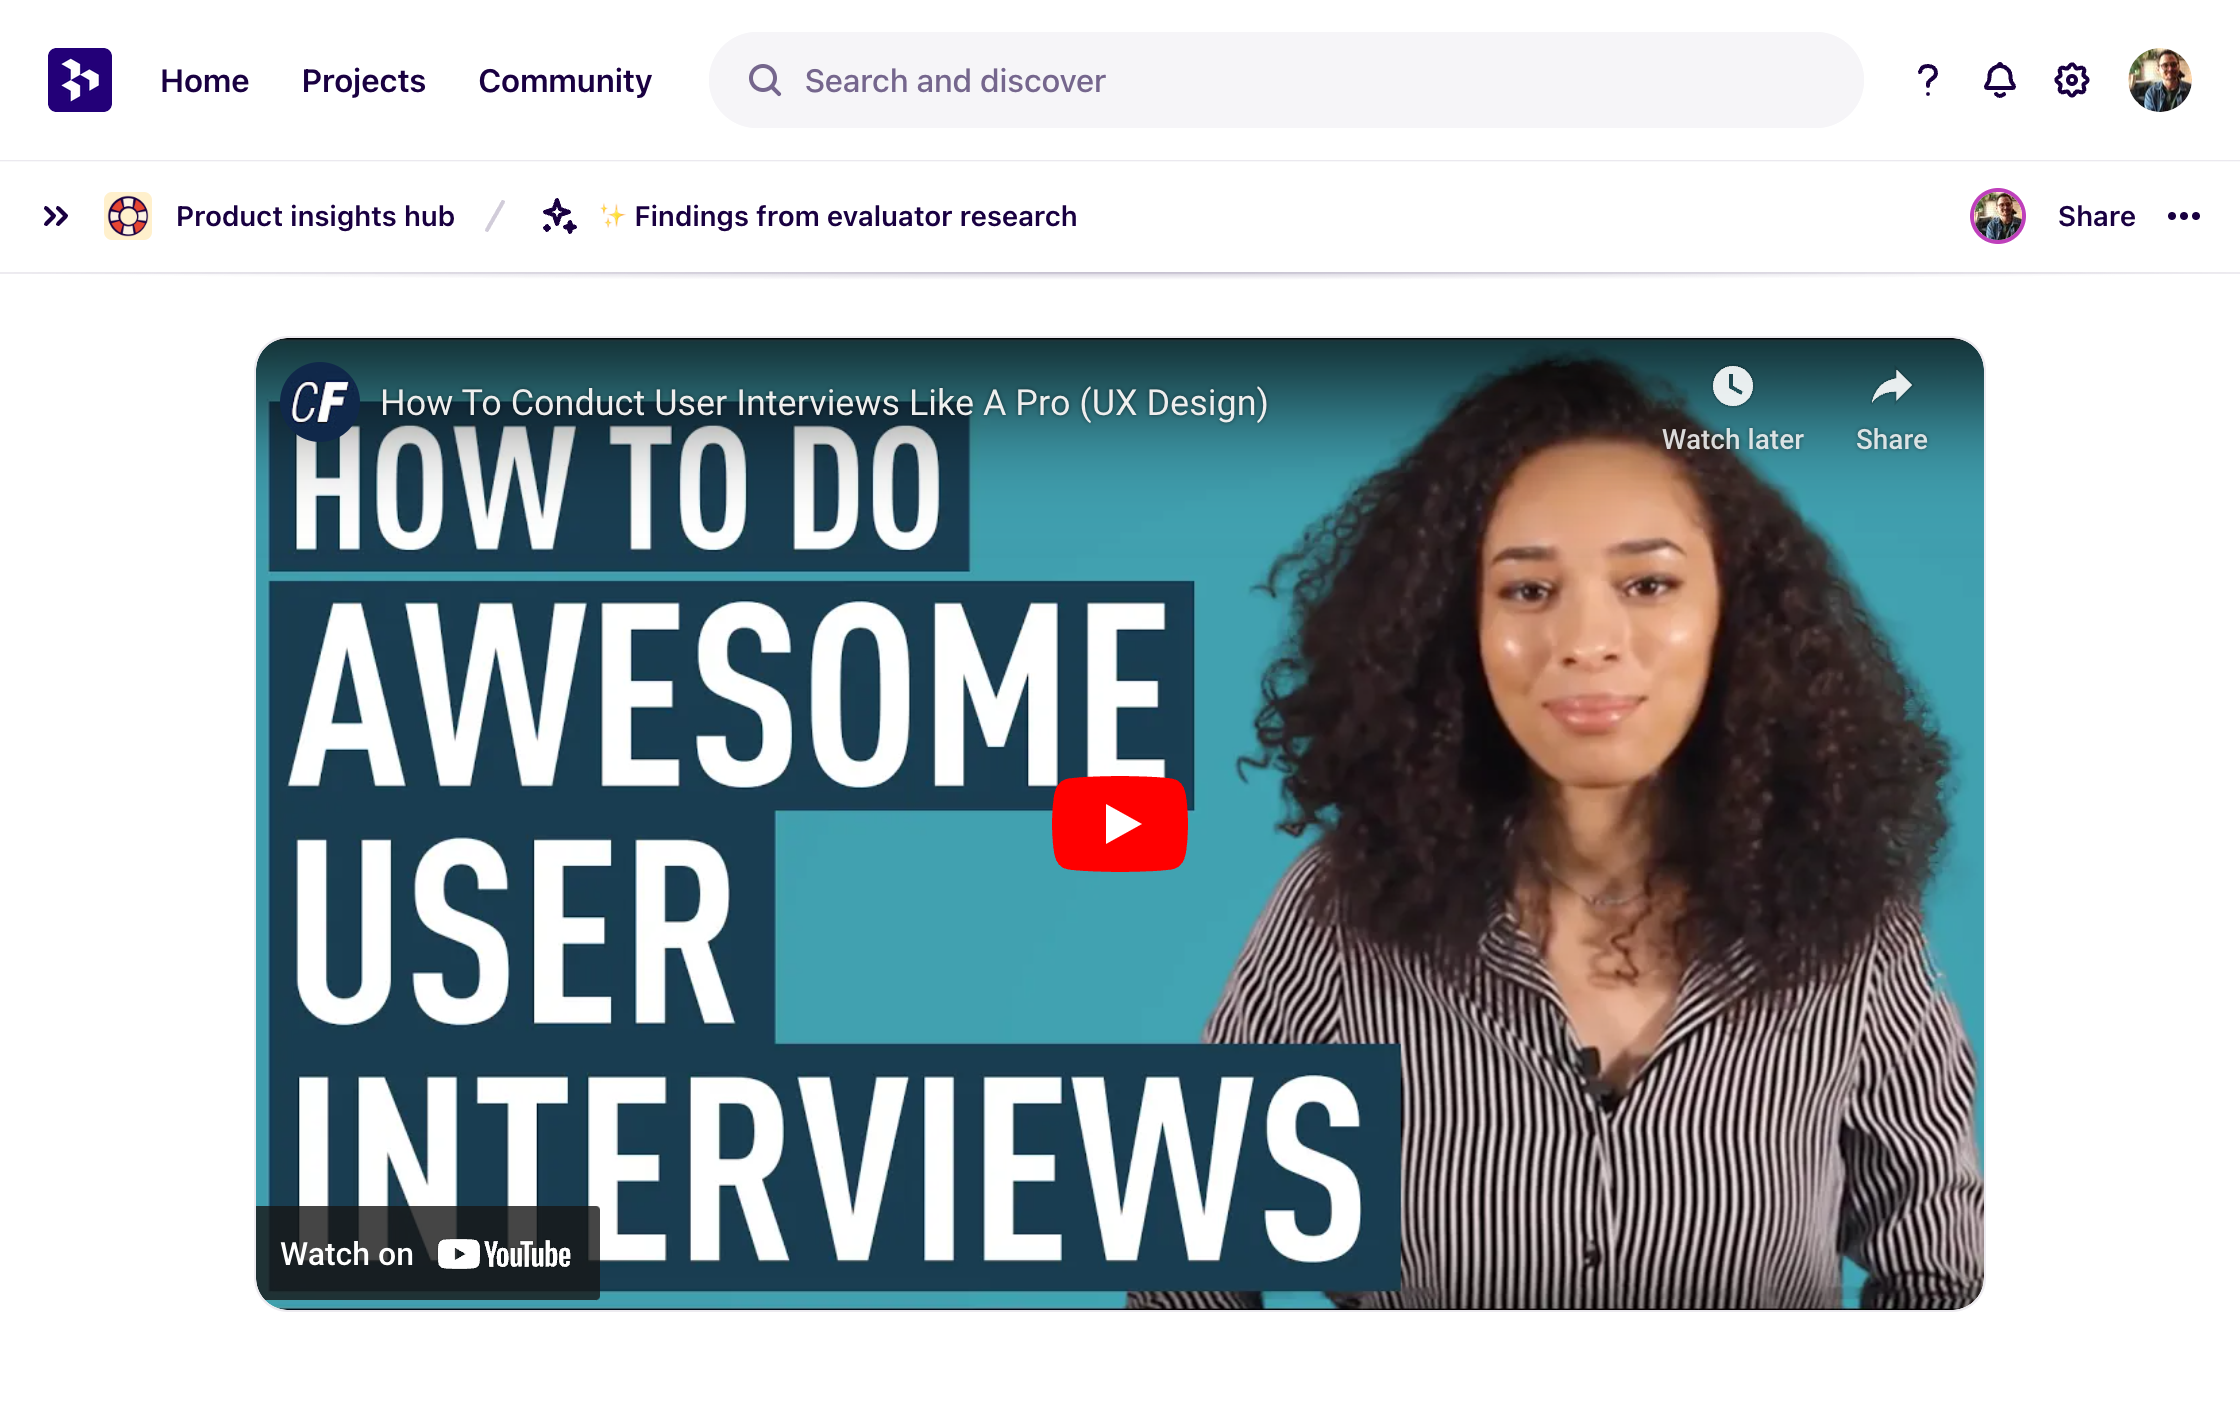 Home Projects Community Search and discover
Product insights hub / ✨ Findings from evaluator research Share
CF How To Conduct User Interviews Like A Pro (UX Design)
Watch later Share
HOW TO DO
AWESOME
USER
INTERVIEWS
Watch on YouTube